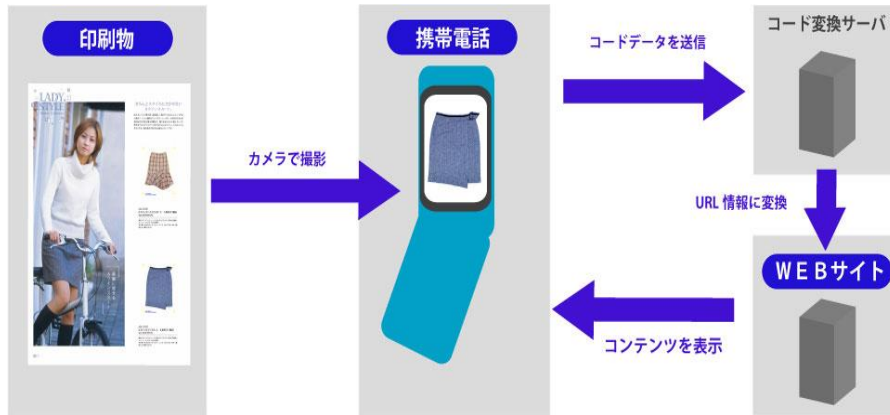 印刷物
LADY
STYLE
カメラで撮影
携帯電話
コードデータを送信
コード変換サーバ
URL 情報に変換
ＷＥＢサイト
コンテンツを表示